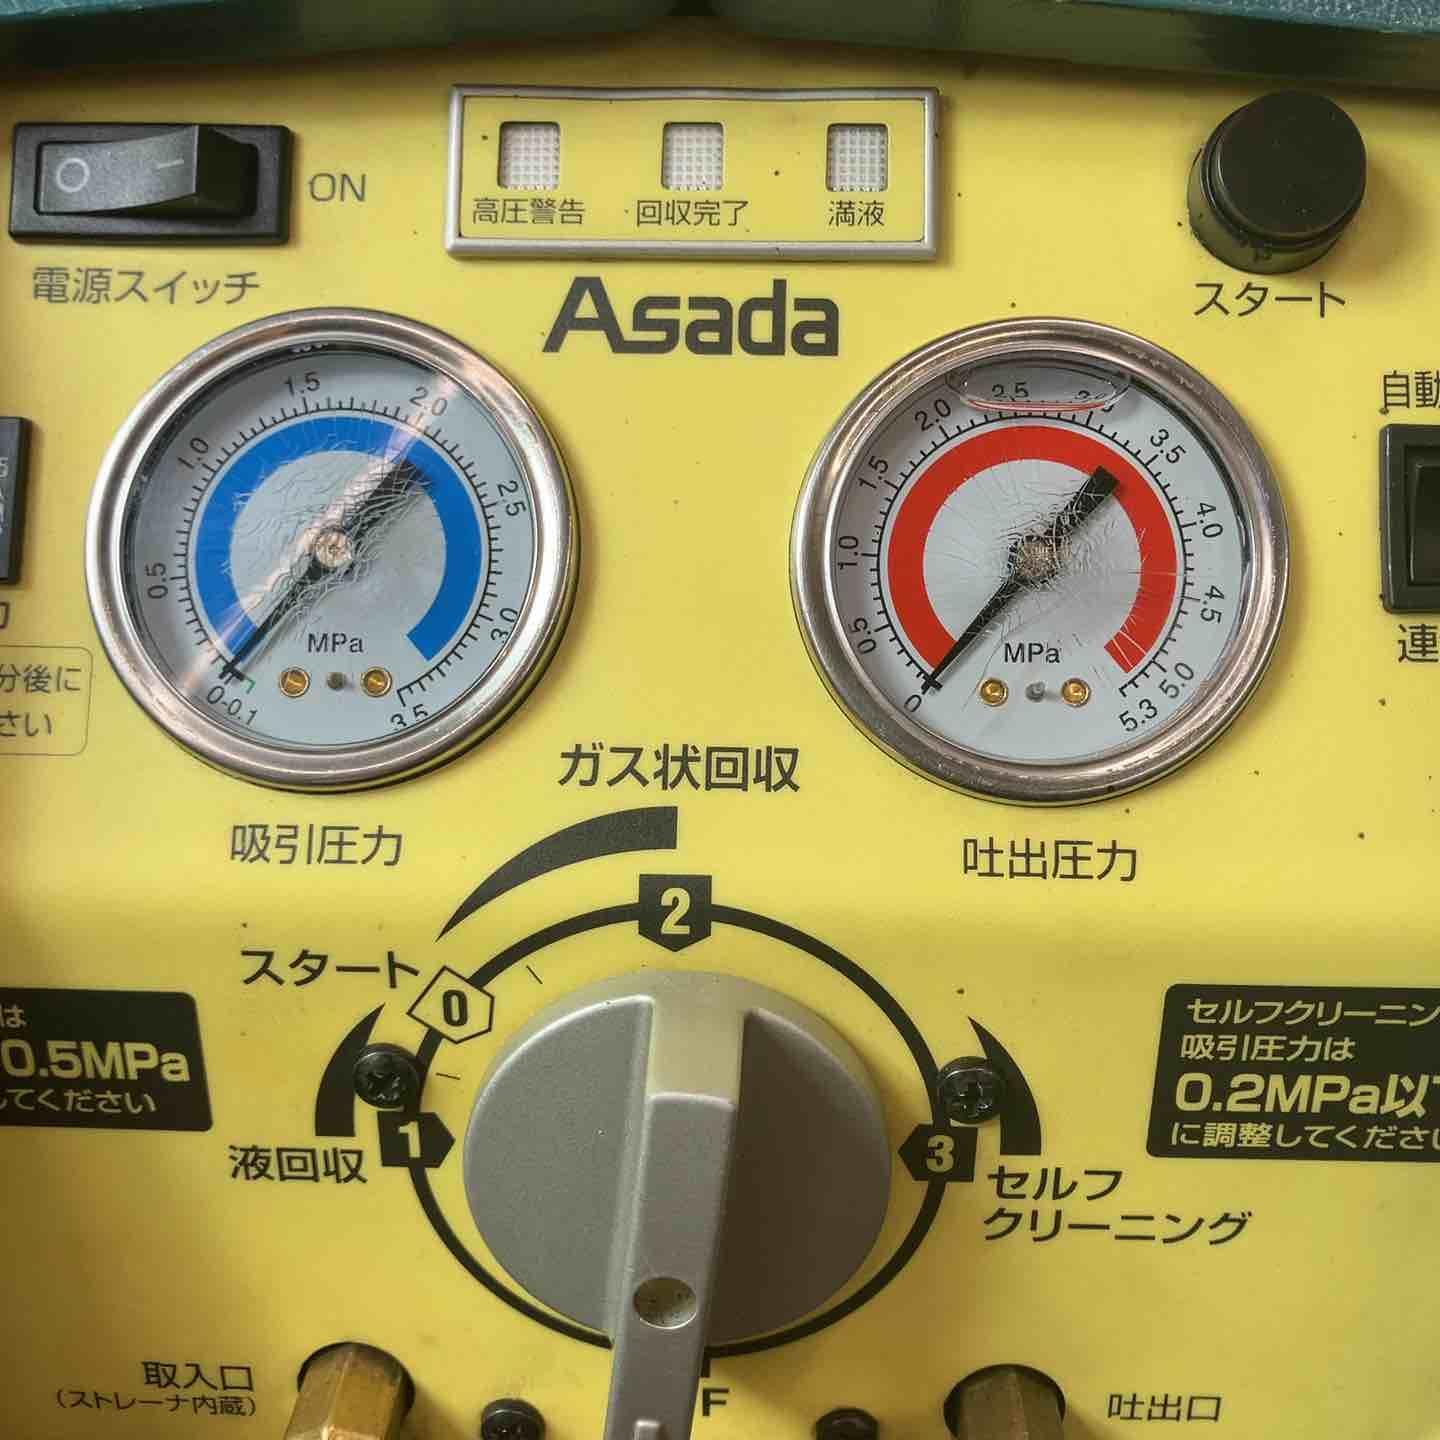 ON
電源スイッチ
高圧警告
回収完了
満液
スタート
Asada
自動
連
-0.1
0
0.5
1.0
1.5
2.0
2.5
3.0
3.5
MPa
吸引圧力
0
0.5
1.0
1.5
2.0
2.5
3.0
3.5
4.0
4.5
5.0
5.3
MPa
吐出圧力
分後に
さい
ガス状回収
2
スタート
0
液回収
1
3
セルフ
クリーニング
は
0.5MPa
してください
セルフクリーニン
吸引圧力は
0.2MPa以下
に調整してください
取入口
(ストレーナ内蔵)
F
吐出口